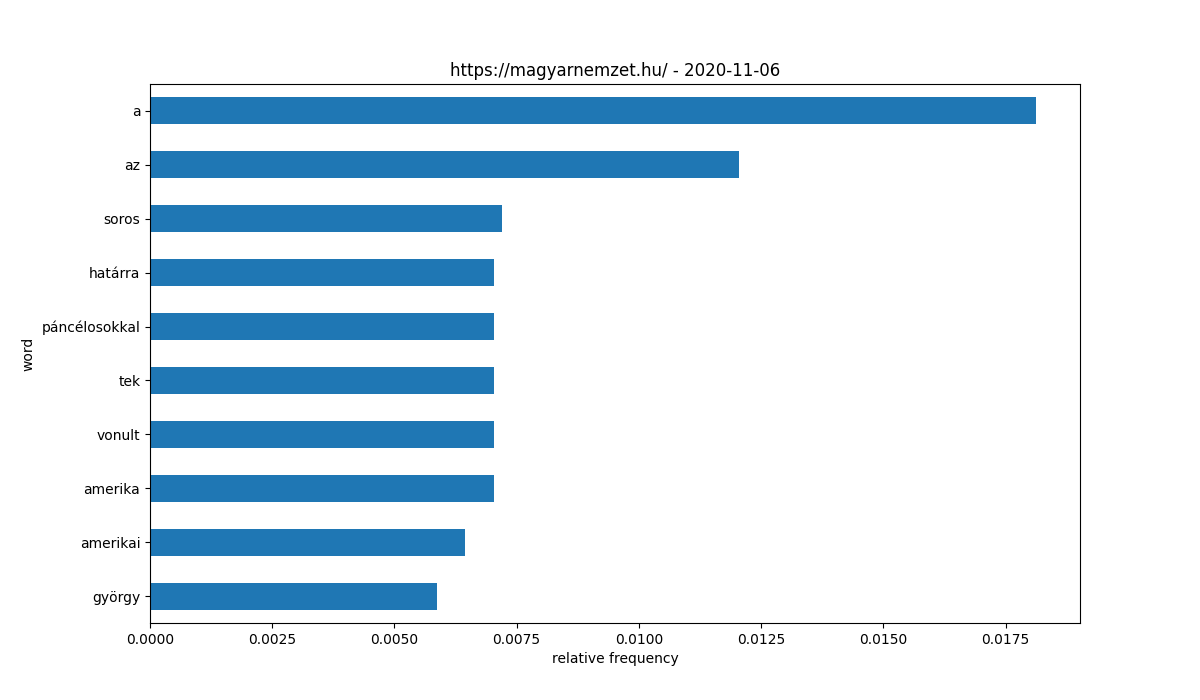 https://magyarnemzet.hu/ - 2020-11-06
a
az
soros
határra
páncélosokkal
tek
vonult
amerika
amerikai
györgy
word
0.0000 0.0025 0.0050 0.0075 0.0100 0.0125 0.0150 0.0175
relative frequency